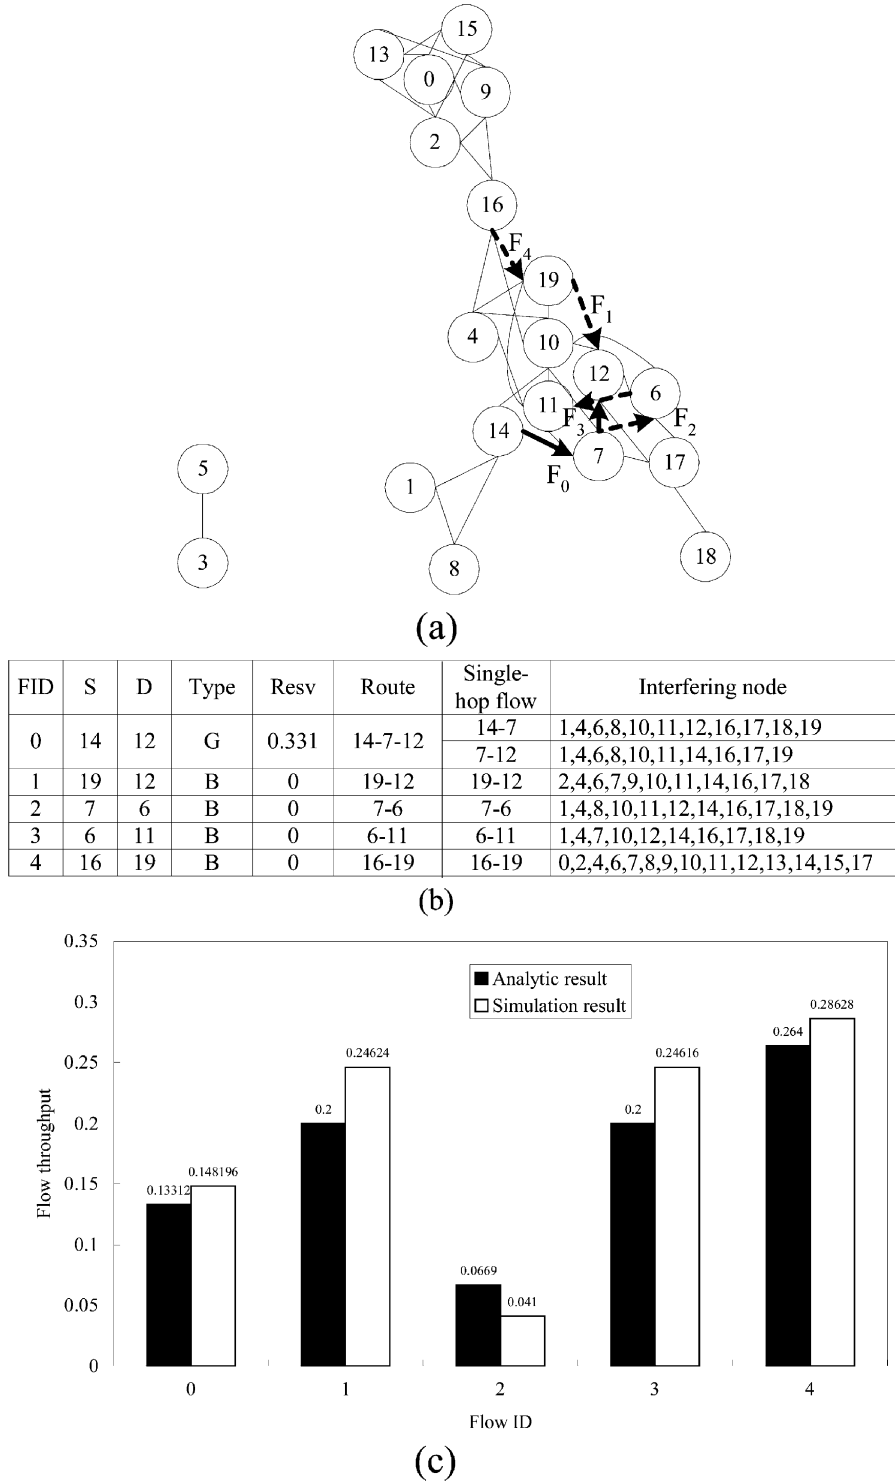 15
13
0
9
2
16
F4
19
F1
4
10
12
6
11
F3
F2
14
7
17
5
F0
1
3
8
18
(a)
FID S D Type Resv Route Single-hop flow Interfering node
0 14 12 G 0.331 14-7-12 14-7 1,4,6,8,10,11,12,16,17,18,19
7-12 1,4,6,8,10,11,14,16,17,19
1 19 12 B 0 19-12 19-12 2,4,6,7,9,10,11,14,16,17,18
2 7 6 B 0 7-6 7-6 1,4,8,10,11,12,14,16,17,18,19
3 6 11 B 0 6-11 6-11 1,4,7,10,12,14,16,17,18,19
4 16 19 B 0 16-19 16-19 0,2,4,6,7,8,9,10,11,12,13,14,15,17
(b)
0.35
0.3
0.25
0.2
0.15
0.1
0.05
0
Flow throughput
Analytic result
Simulation result
0.13312
0.148196
0.2
0.24624
0.0669
0.041
0.2
0.24616
0.264
0.28628
0 1 2 3 4
Flow ID
(c)